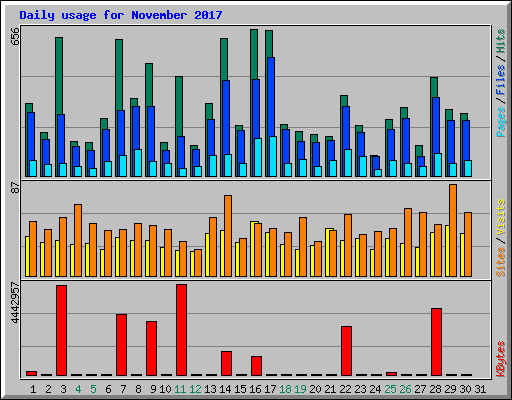 Daily usage for November 2017
656
Pages / Files / Hits
87
Sites / Visits
4442957
KBytes
1 2 3 4 5 6 7 8 9 10 11 12 13 14 15 16 17 18 19 20 21 22 23 24 25 26 27 28 29 30 31